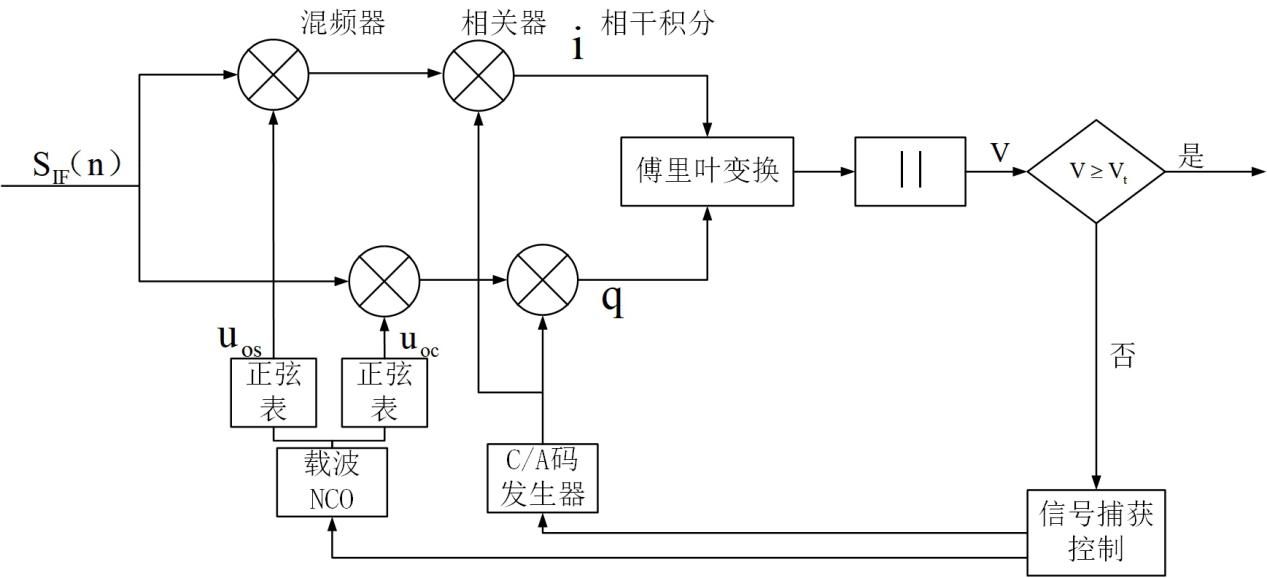 混频器
相关器
i
相干积分
S_IF(n)
傅里叶变换
||
V
V≥V_t
是
q
u_os
u_oc
正弦
表
正弦
表
否
载波
NCO
C/A码
发生器
信号捕获
控制